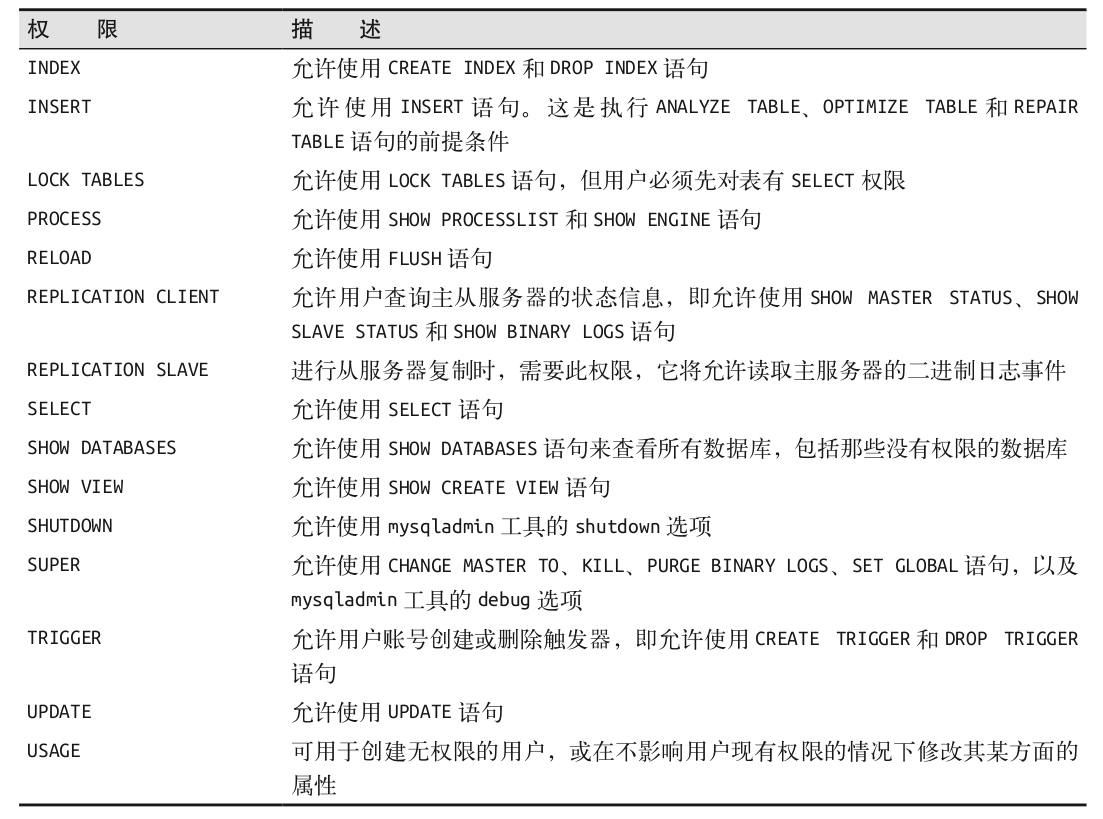 权 限 描 述
INDEX 允许使用 CREATE INDEX 和 DROP INDEX 语句
INSERT 允许使用 INSERT 语句。这是执行 ANALYZE TABLE、OPTIMIZE TABLE 和 REPAIR
TABLE 语句的前提条件
LOCK TABLES 允许使用 LOCK TABLES 语句，但用户必须先对表有 SELECT 权限
PROCESS 允许使用 SHOW PROCESSLIST 和 SHOW ENGINE 语句
RELOAD 允许使用 FLUSH 语句
REPLICATION CLIENT 允许用户查询主从服务器的状态信息，即允许使用 SHOW MASTER STATUS、SHOW
SLAVE STATUS 和 SHOW BINARY LOGS 语句
REPLICATION SLAVE 进行从服务器复制时，需要此权限，它将允许读取主服务器的二进制日志事件
SELECT 允许使用 SELECT 语句
SHOW DATABASES 允许使用 SHOW DATABASES 语句来查看所有数据库，包括那些没有权限的数据库
SHOW VIEW 允许使用 SHOW CREATE VIEW 语句
SHUTDOWN 允许使用 mysqladmin 工具的 shutdown 选项
SUPER 允许使用 CHANGE MASTER TO、KILL、PURGE BINARY LOGS、SET GLOBAL 语句，以及
mysqladmin 工具的 debug 选项
TRIGGER 允许用户账号创建或删除触发器，即允许使用 CREATE TRIGGER 和 DROP TRIGGER
语句
UPDATE 允许使用 UPDATE 语句
USAGE 可用于创建无权限的用户，或在不影响用户现有权限的情况下修改其某方面的
属性